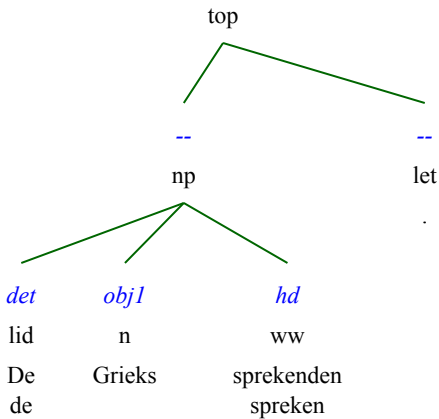 top
-- --
np let
.
det obj1 hd
lid n ww
De Grieks sprekenden
de spreken